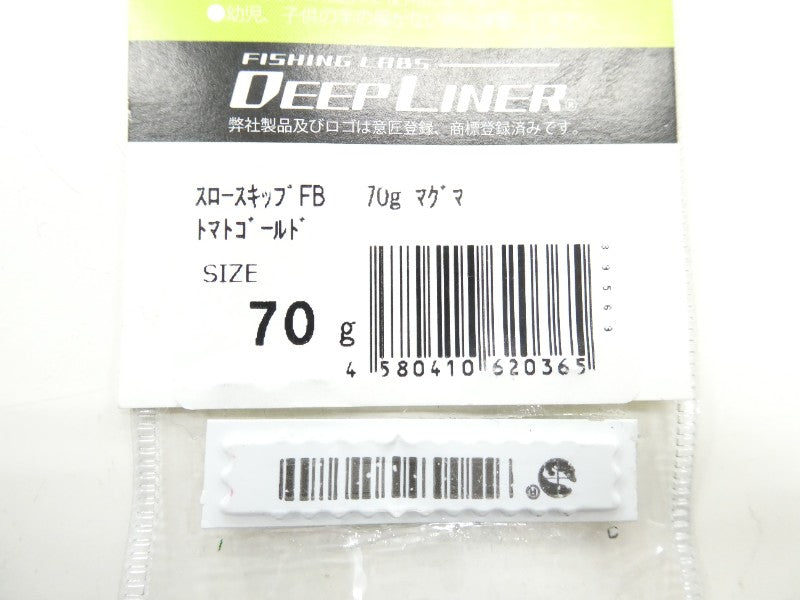 FISHING LABS
DEEPLINER®
弊社製品及びロゴは意匠登録、商標登録済みです。
ｽﾛｰｽｷｯﾌﾟFB 70g ﾏｸﾞﾏ
ﾄﾏﾄｺﾞｰﾙﾄﾞ
SIZE
70 g
4 580410 620365
39569
®
C